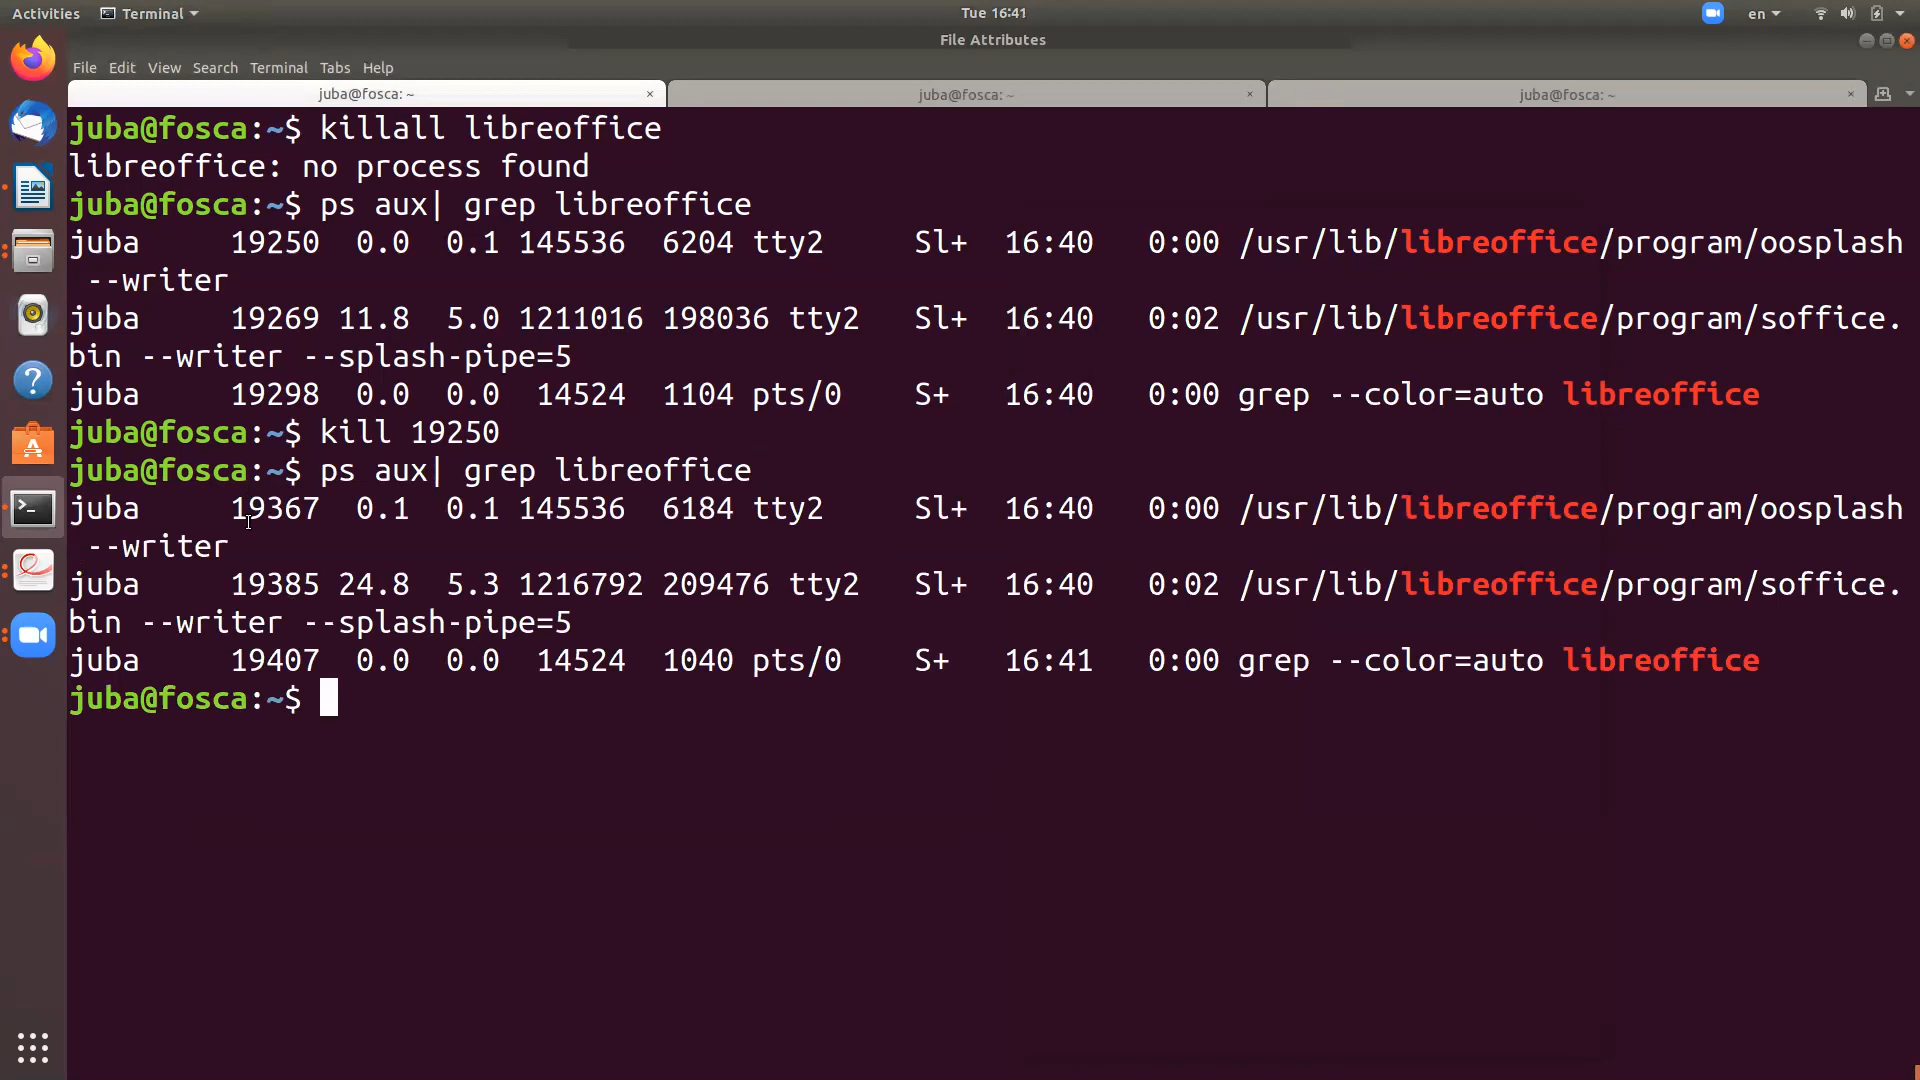 Activities Terminal Tue 16:41 en
File Attributes
File Edit View Search Terminal Tabs Help
juba@fosca: ~ × juba@fosca: ~ × juba@fosca: ~ ×
juba@fosca:~$ killall libreoffice
libreoffice: no process found
juba@fosca:~$ ps aux| grep libreoffice
juba     19250  0.0  0.1 145536  6204 tty2     Sl+  16:40   0:00 /usr/lib/libreoffice/program/oosplash
 --writer
juba     19269 11.8  5.0 1211016 198036 tty2   Sl+  16:40   0:02 /usr/lib/libreoffice/program/soffice.
bin --writer --splash-pipe=5
juba     19298  0.0  0.0  14524  1104 pts/0    S+   16:40   0:00 grep --color=auto libreoffice
juba@fosca:~$ kill 19250
juba@fosca:~$ ps aux| grep libreoffice
juba     19367  0.1  0.1 145536  6184 tty2     Sl+  16:40   0:00 /usr/lib/libreoffice/program/oosplash
 --writer
juba     19385 24.8  5.3 1216792 209476 tty2   Sl+  16:40   0:02 /usr/lib/libreoffice/program/soffice.
bin --writer --splash-pipe=5
juba     19407  0.0  0.0  14524  1040 pts/0    S+   16:41   0:00 grep --color=auto libreoffice
juba@fosca:~$